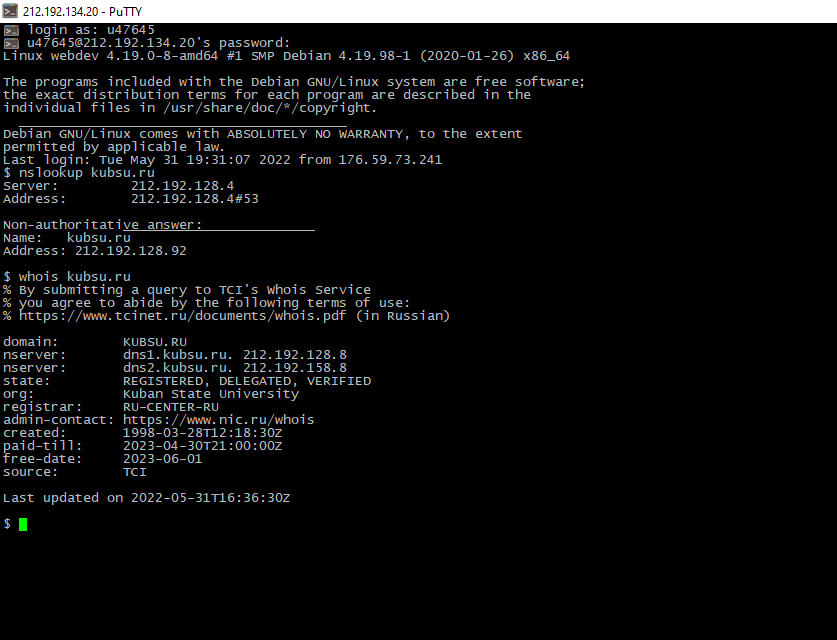 212.192.134.20 - PuTTY
login as: u47645
u47645@212.192.134.20's password:
Linux webdev 4.19.0-8-amd64 #1 SMP Debian 4.19.98-1 (2020-01-26) x86_64
The programs included with the Debian GNU/Linux system are free software;
the exact distribution terms for each program are described in the
individual files in /usr/share/doc/*/copyright.
Debian GNU/Linux comes with ABSOLUTELY NO WARRANTY, to the extent
permitted by applicable law.
Last login: Tue May 31 19:31:07 2022 from 176.59.73.241
$ nslookup kubsu.ru
Server: 212.192.128.4
Address: 212.192.128.4#53
Non-authoritative answer:
Name: kubsu.ru
Address: 212.192.128.92
$ whois kubsu.ru
% By submitting a query to TCI's Whois Service
% you agree to abide by the following terms of use:
% https://www.tcinet.ru/documents/whois.pdf (in Russian)
domain: KUBSU.RU
nserver: dns1.kubsu.ru. 212.192.128.8
nserver: dns2.kubsu.ru. 212.192.158.8
state: REGISTERED, DELEGATED, VERIFIED
org: Kuban State University
registrar: RU-CENTER-RU
admin-contact: https://www.nic.ru/whois
created: 1998-03-28T12:18:30Z
paid-till: 2023-04-30T21:00:00Z
free-date: 2023-06-01
source: TCI
Last updated on 2022-05-31T16:36:30Z
$